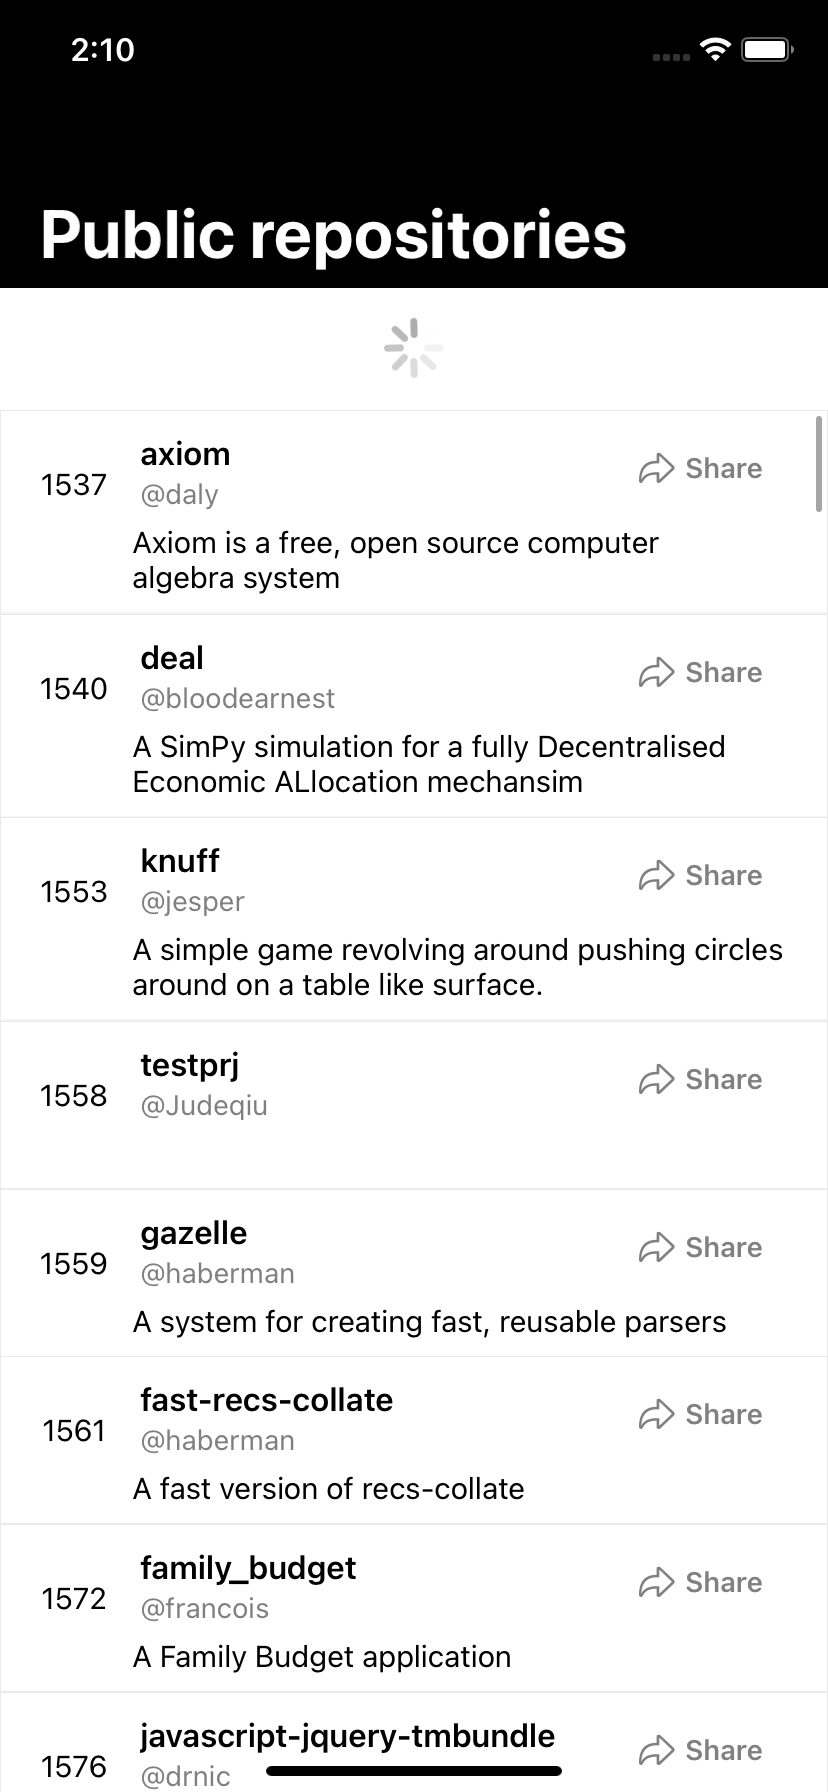 2:10
Public repositories
axiom
Share
1537
@daly
Axiom is a free, open source computer
algebra system
deal
Share
1540
@bloodearnest
A SimPy simulation for a fully Decentralised
Economic ALlocation mechansim
knuff
Share
1553
@jesper
A simple game revolving around pushing circles
around on a table like surface.
testprj
Share
1558
@Judeqiu
gazelle
Share
1559
@haberman
A system for creating fast, reusable parsers
fast-recs-collate
Share
1561
@haberman
A fast version of recs-collate
family_budget
Share
1572
@francois
A Family Budget application
javascript-jquery-tmbundle
Share
1576
@drnic